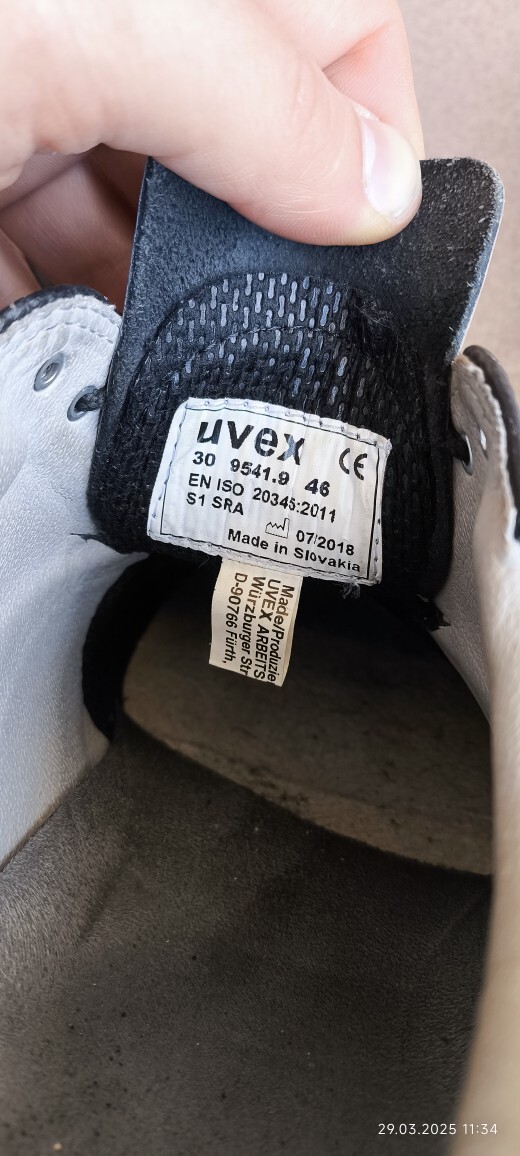 uvex CE
30 9541.9 46
EN ISO 20345:2011
S1 SRA
07/2018
Made in Slovakia
Made/Produzie
UVEX ARBEITS
Würzburger Str
D-90766 Fürth,
29.03.2025 11:34